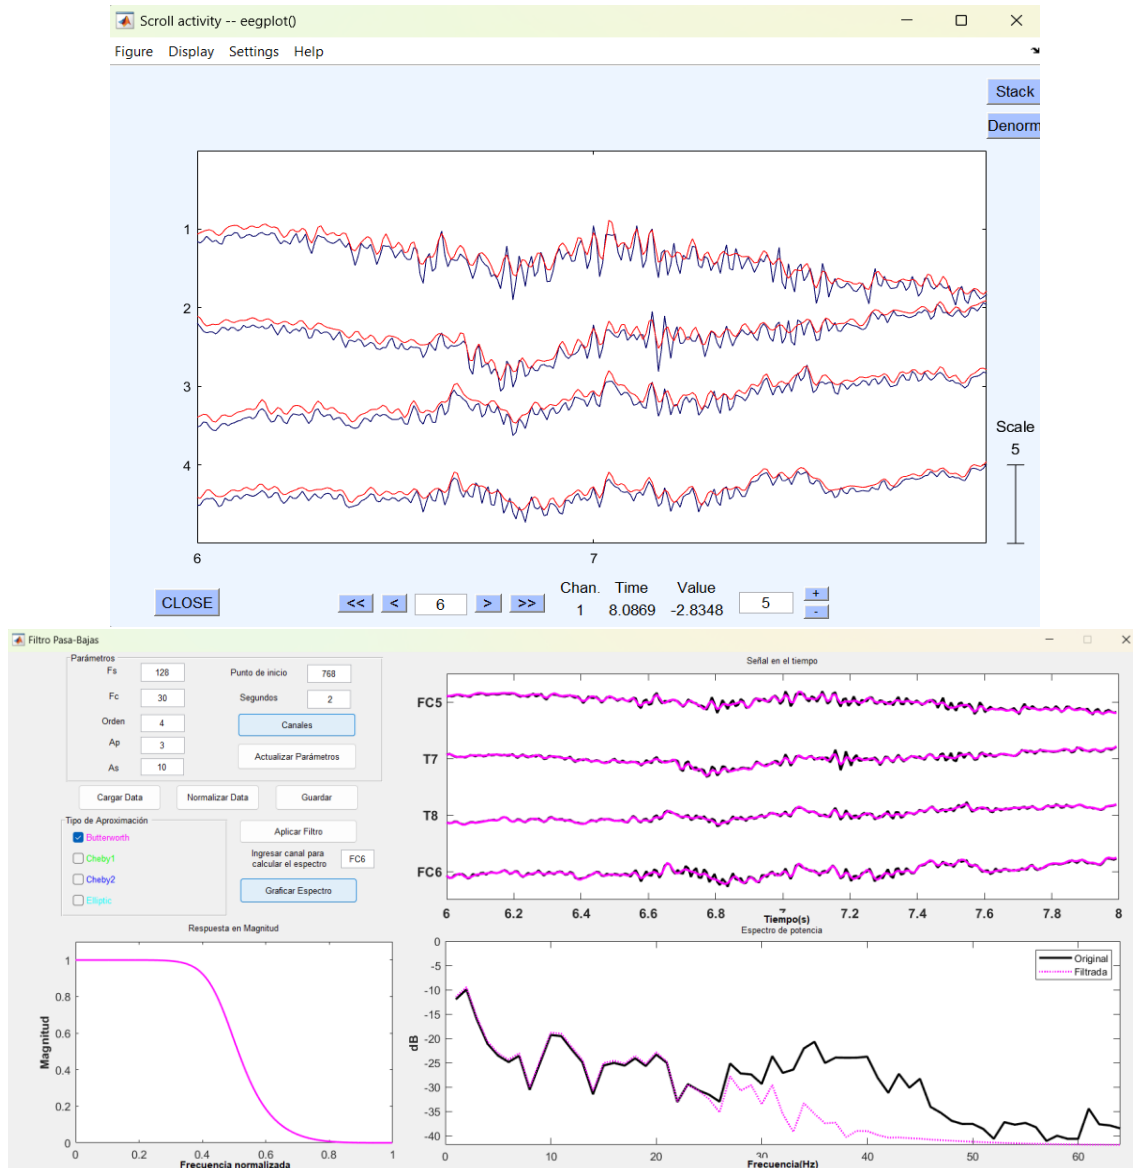 Scroll activity -- eegplot()
Figure Display Settings Help
Stack
Denorm
1
2
3
4
Scale
5
6 7
Chan. Time Value
CLOSE << < 6 > >> 1 8.0869 -2.8348 5 + -
Filtro Pasa-Bajas
Parámetros
Fs 128 Punto de inicio 768
Fc 30 Segundos 2
Orden 4 Canales
Ap 3 Actualizar Parámetros
As 10
Cargar Data Normalizar Data Guardar
Tipo de Aproximación
Butterworth
Cheby1
Cheby2
Elliptic
Aplicar Filtro
Ingresar canal para
calcular el espectro FC6
Graficar Espectro
Señal en el tiempo
FC5
T7
T8
FC6
6 6.2 6.4 6.6 6.8 7 7.2 7.4 7.6 7.8 8
Tiempo(s)
Respuesta en Magnitud
1
0.8
0.6
0.4
0.2
0
Magnitud
0 0.2 0.4 0.6 0.8 1
Frecuencia normalizada
Espectro de potencia
0
-5
-10
-15
-20
-25
-30
-35
-40
dB
Original
Filtrada
0 10 20 30 40 50 60
Frecuencia(Hz)